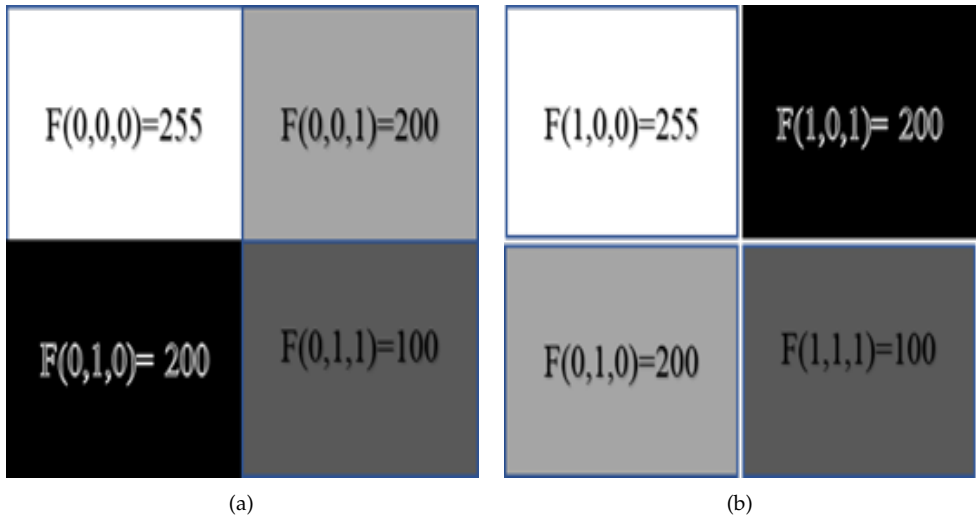 F(0,0,0)=255
F(0,0,1)=200
F(0,1,0)= 200
F(0,1,1)=100
(a)
F(1,0,0)=255
F(1,0,1)= 200
F(0,1,0)=200
F(1,1,1)=100
(b)